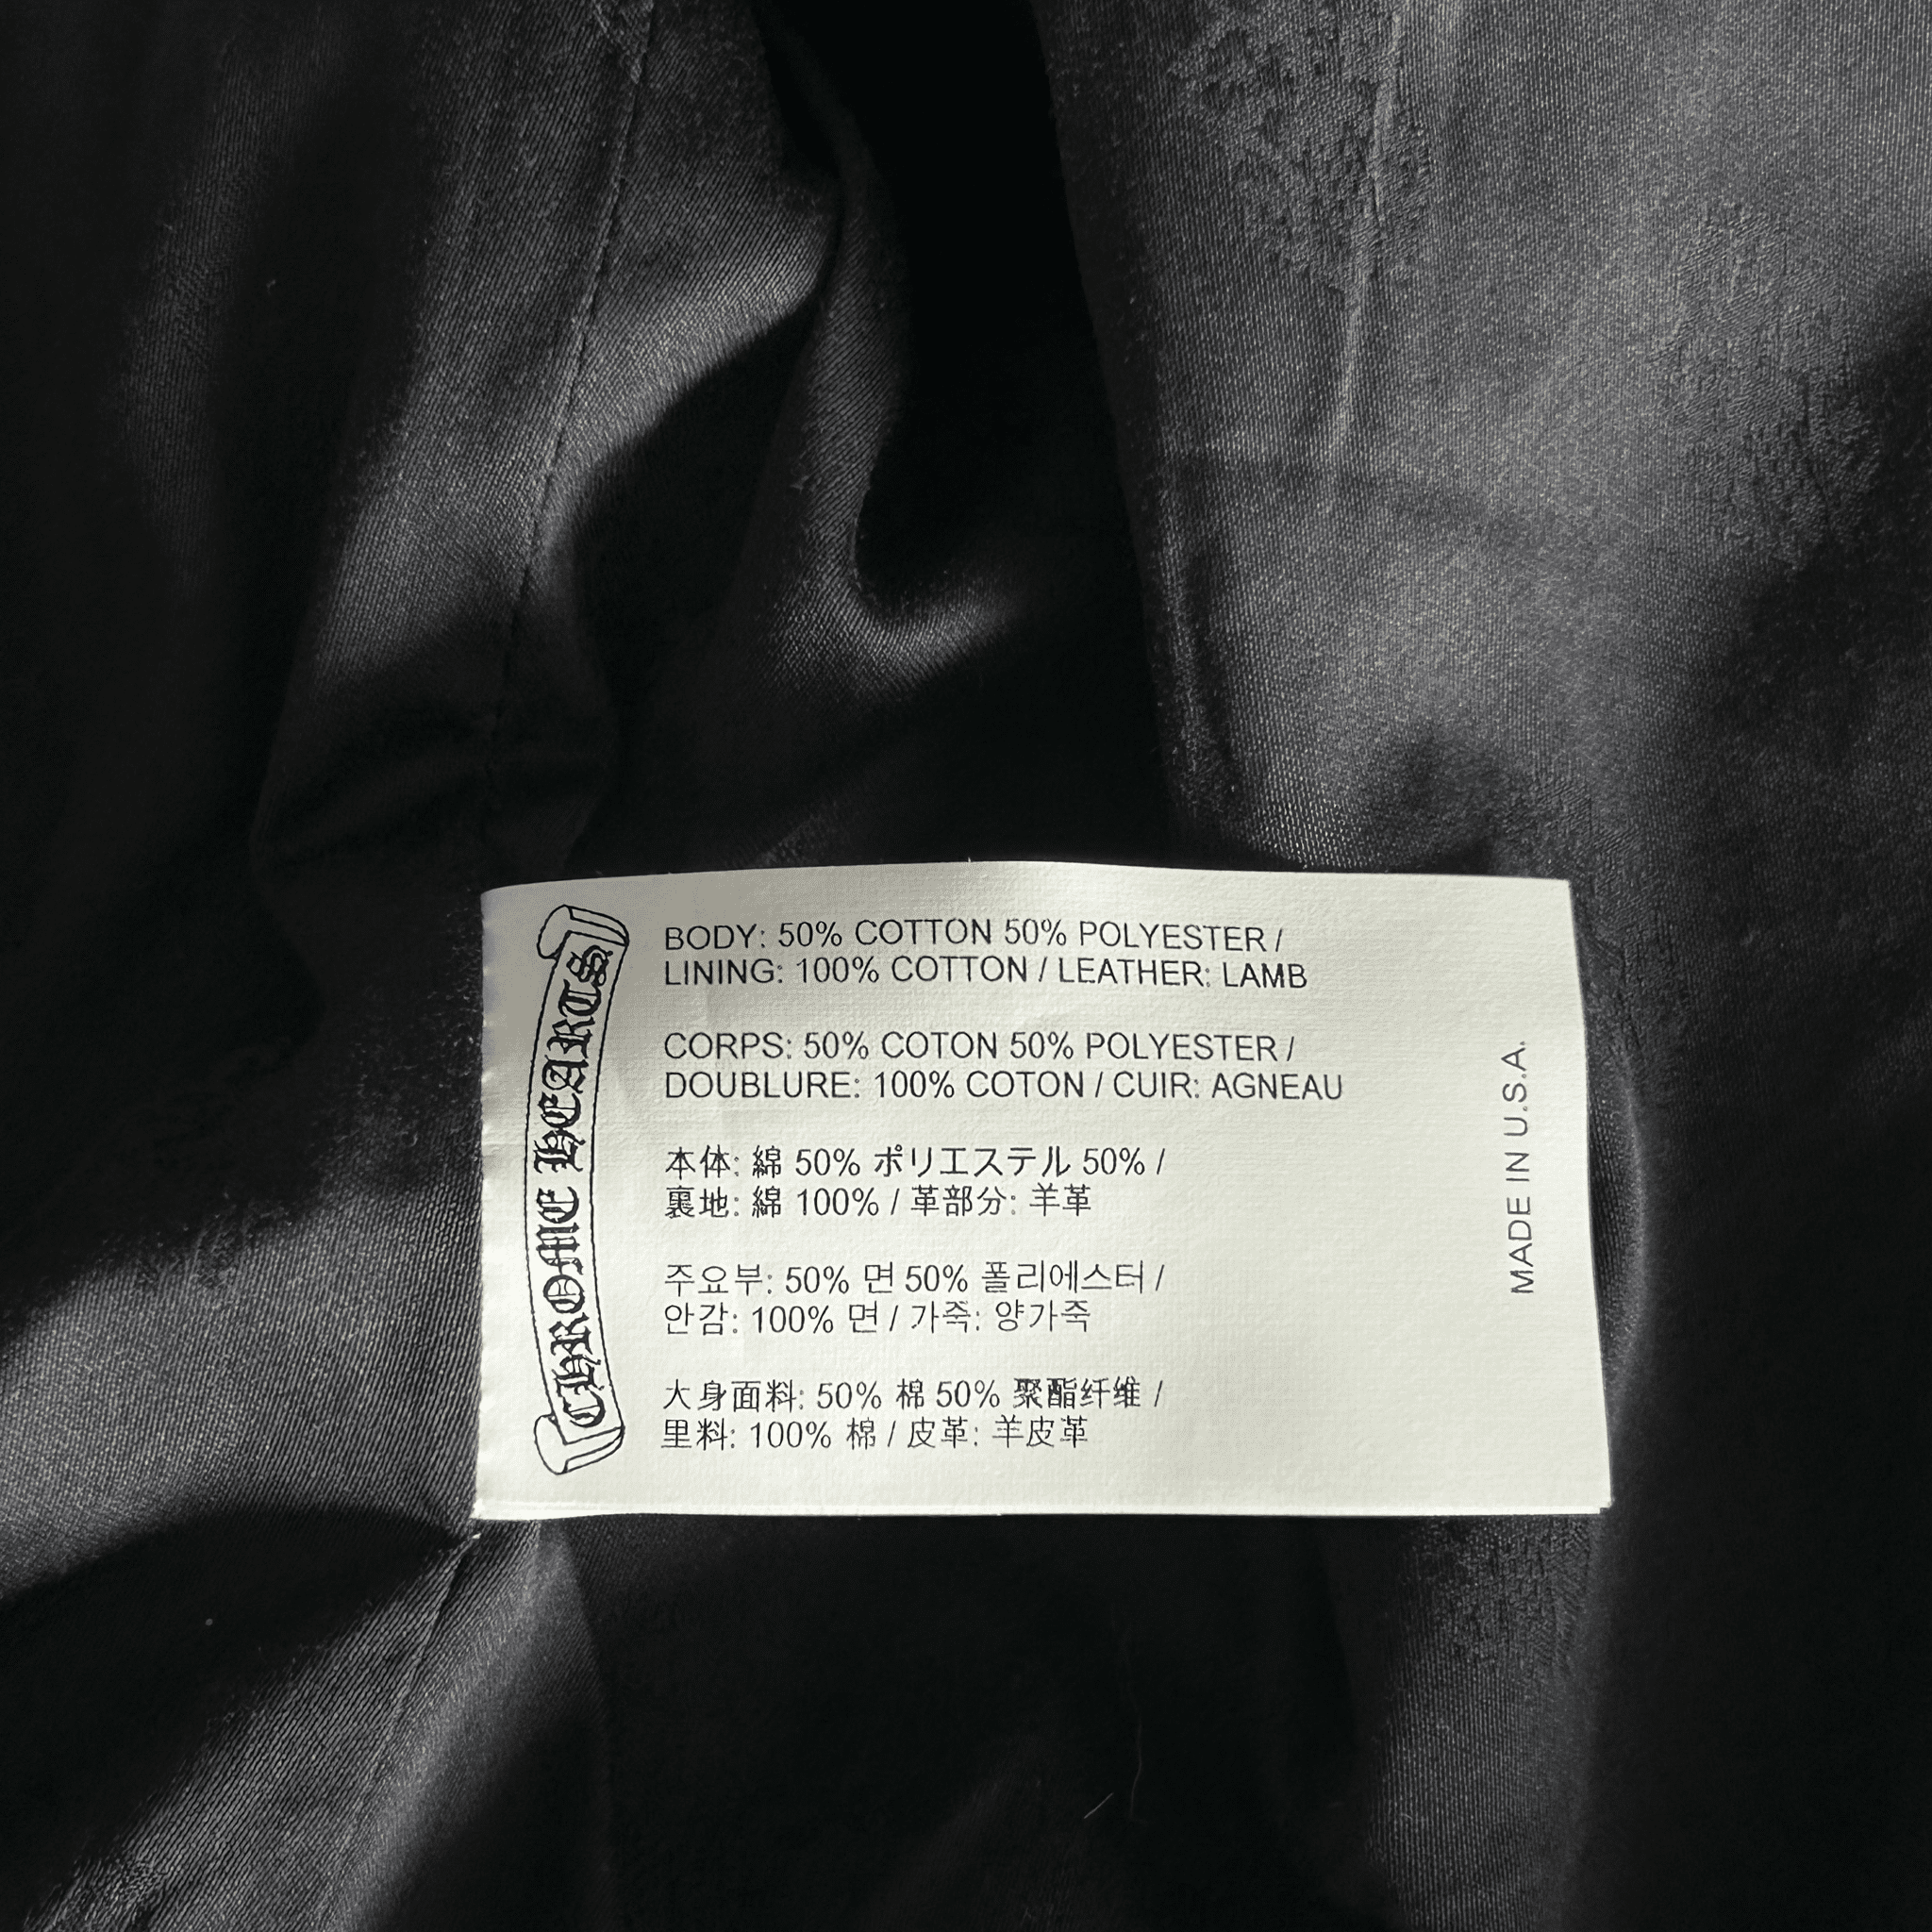 CHROME HEARTS
BODY: 50% COTTON 50% POLYESTER /
LINING: 100% COTTON / LEATHER: LAMB
CORPS: 50% COTON 50% POLYESTER /
DOUBLURE: 100% COTON / CUIR: AGNEAU
本体: 綿 50% ポリエステル 50% /
裏地: 綿 100% / 革部分: 羊革
주요부: 50% 면 50% 폴리에스터 /
안감: 100% 면 / 가죽: 양가죽
大身面料: 50% 棉 50% 聚酯纤维 /
里料: 100% 棉 / 皮革: 羊皮革
MADE IN U.S.A.